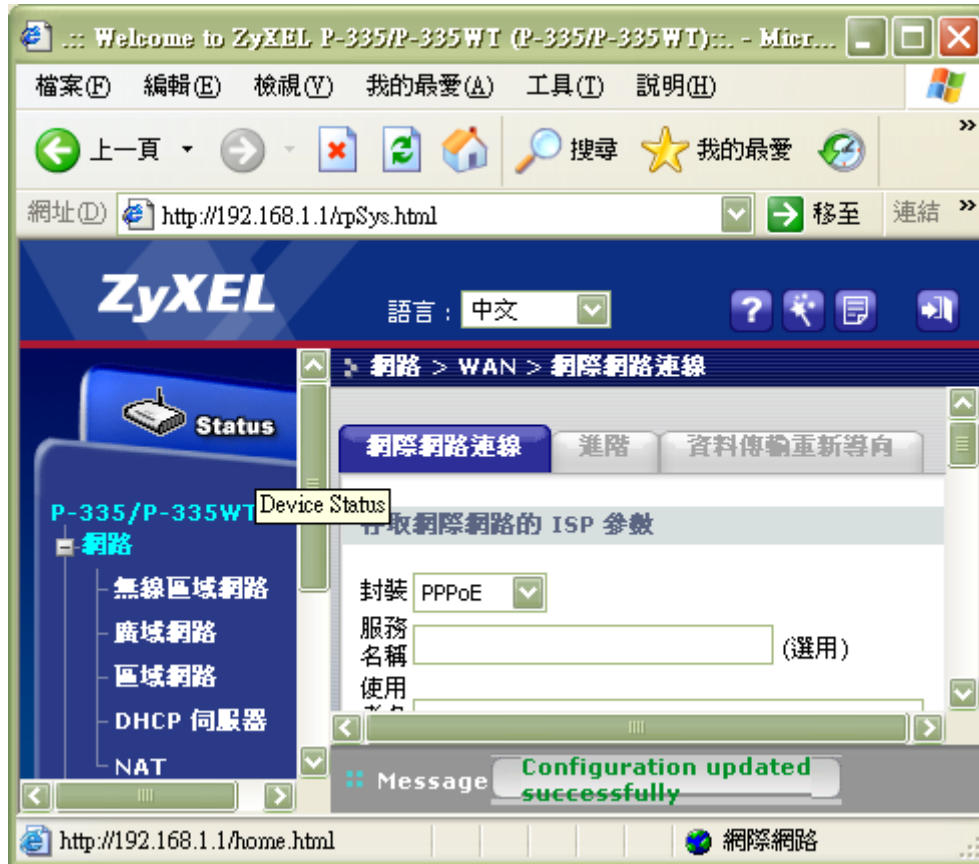 .:: Welcome to ZyXEL P-335/P-335WT (P-335/P-335WT)::. - Micr...
檔案(F) 編輯(E) 檢視(V) 我的最愛(A) 工具(T) 說明(H)
上一頁 搜尋 我的最愛 »
網址(D) http://192.168.1.1/rpSys.html 移至 連結 »
ZyXEL 語言 : 中文
網路 > WAN > 網際網路連線
Status
網際網路連線 進階 資料傳輸重新導向
P-335/P-335WT
Device Status
存取網際網路的 ISP 參數
網路
無線區域網路
廣域網路
區域網路
DHCP 伺服器
NAT
封裝 PPPoE
服務
名稱 (選用)
使用
者名
Message Configuration updated
successfully
http://192.168.1.1/home.html 網際網路